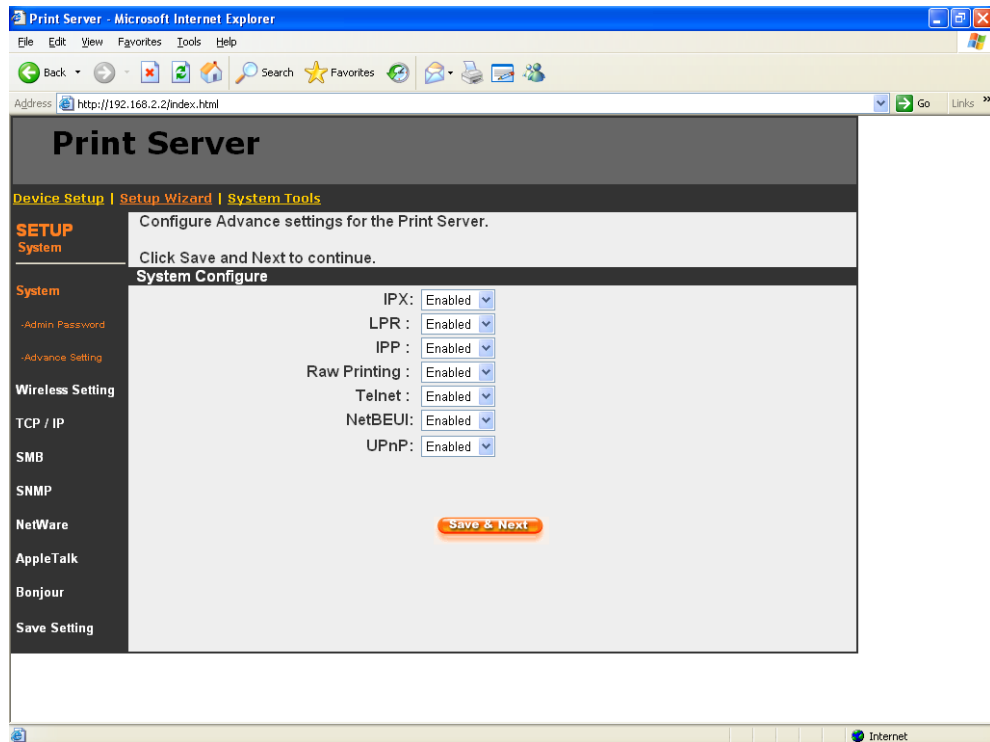 Print Server - Microsoft Internet Explorer
File Edit View Favorites Tools Help
Back Search Favorites
Address http://192.168.2.2/index.html Go Links »
Print Server
Device Setup | Setup Wizard | System Tools
SETUP
System
System
-Admin Password
-Advance Setting
Wireless Setting
TCP / IP
SMB
SNMP
NetWare
AppleTalk
Bonjour
Save Setting
Configure Advance settings for the Print Server.
Click Save and Next to continue.
System Configure
IPX: Enabled
LPR : Enabled
IPP : Enabled
Raw Printing : Enabled
Telnet : Enabled
NetBEUI: Enabled
UPnP: Enabled
Save & Next
Internet